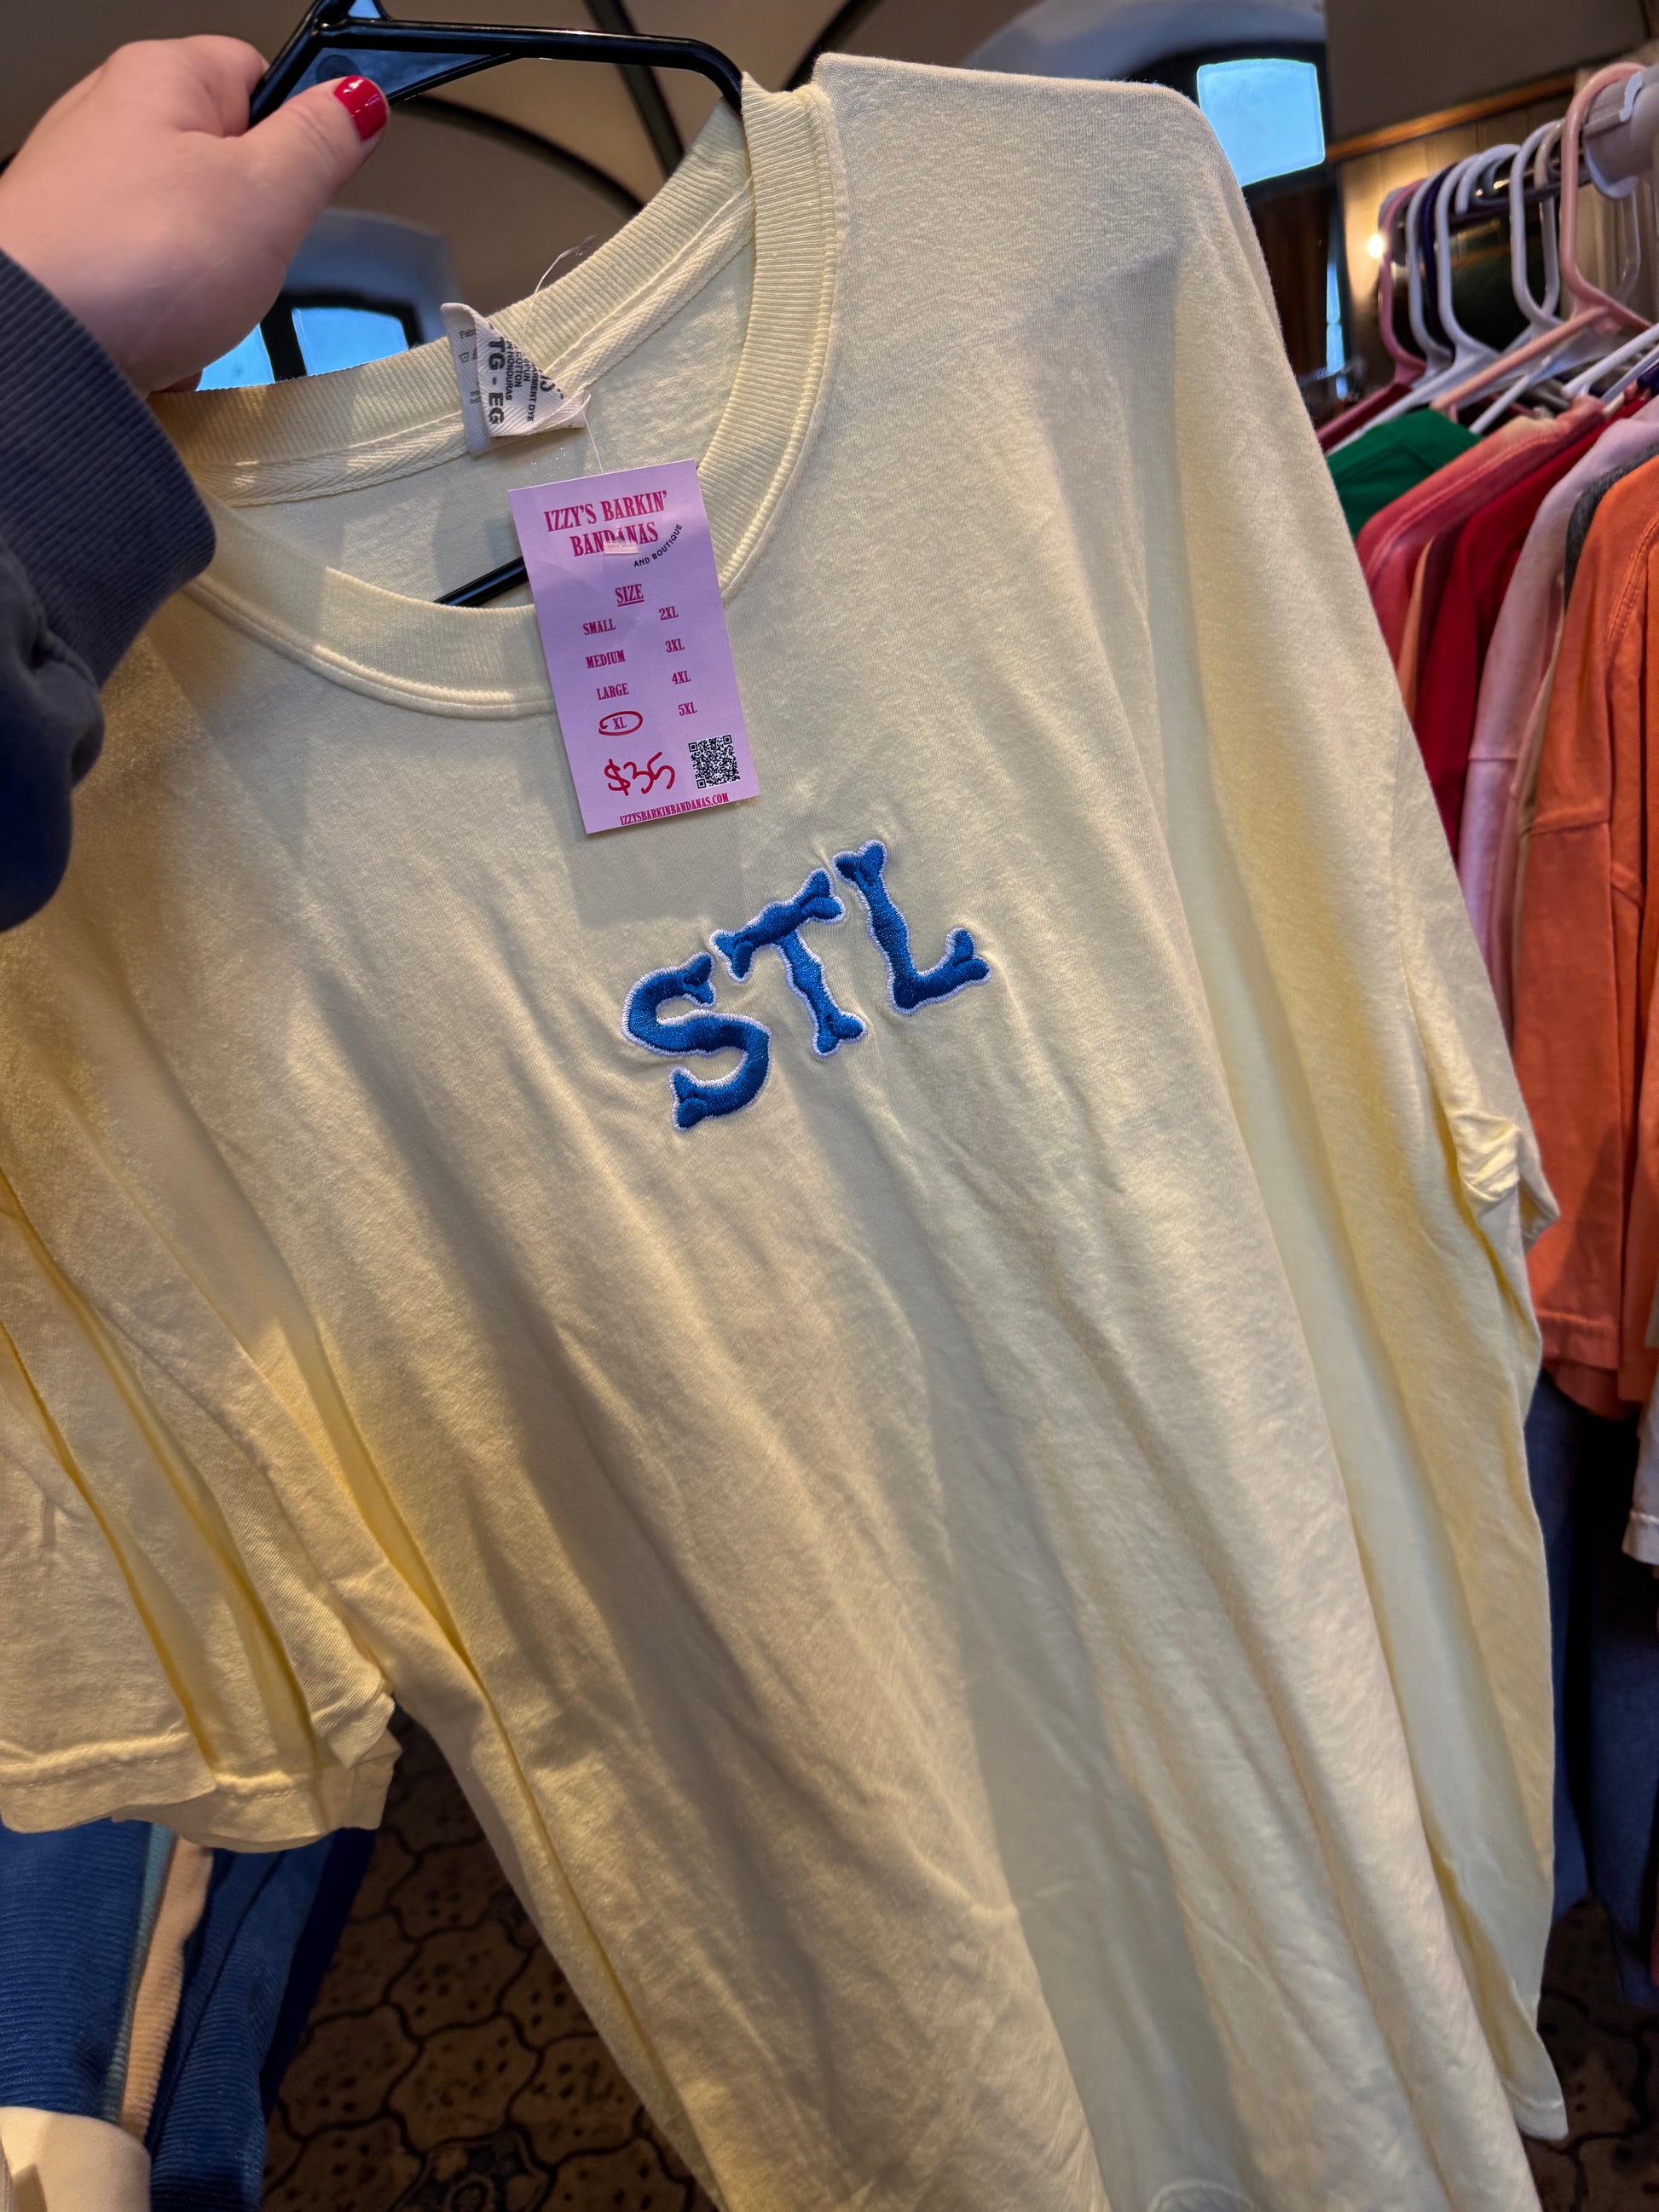 TG - EG
COTTON
IZZY'S BARKIN'
BANDANAS
AND BOUTIQUE
SIZE
SMALL 2XL
MEDIUM 3XL
LARGE 4XL
XL 5XL
$35
IZZYSBARKINBANDANAS.COM
STL